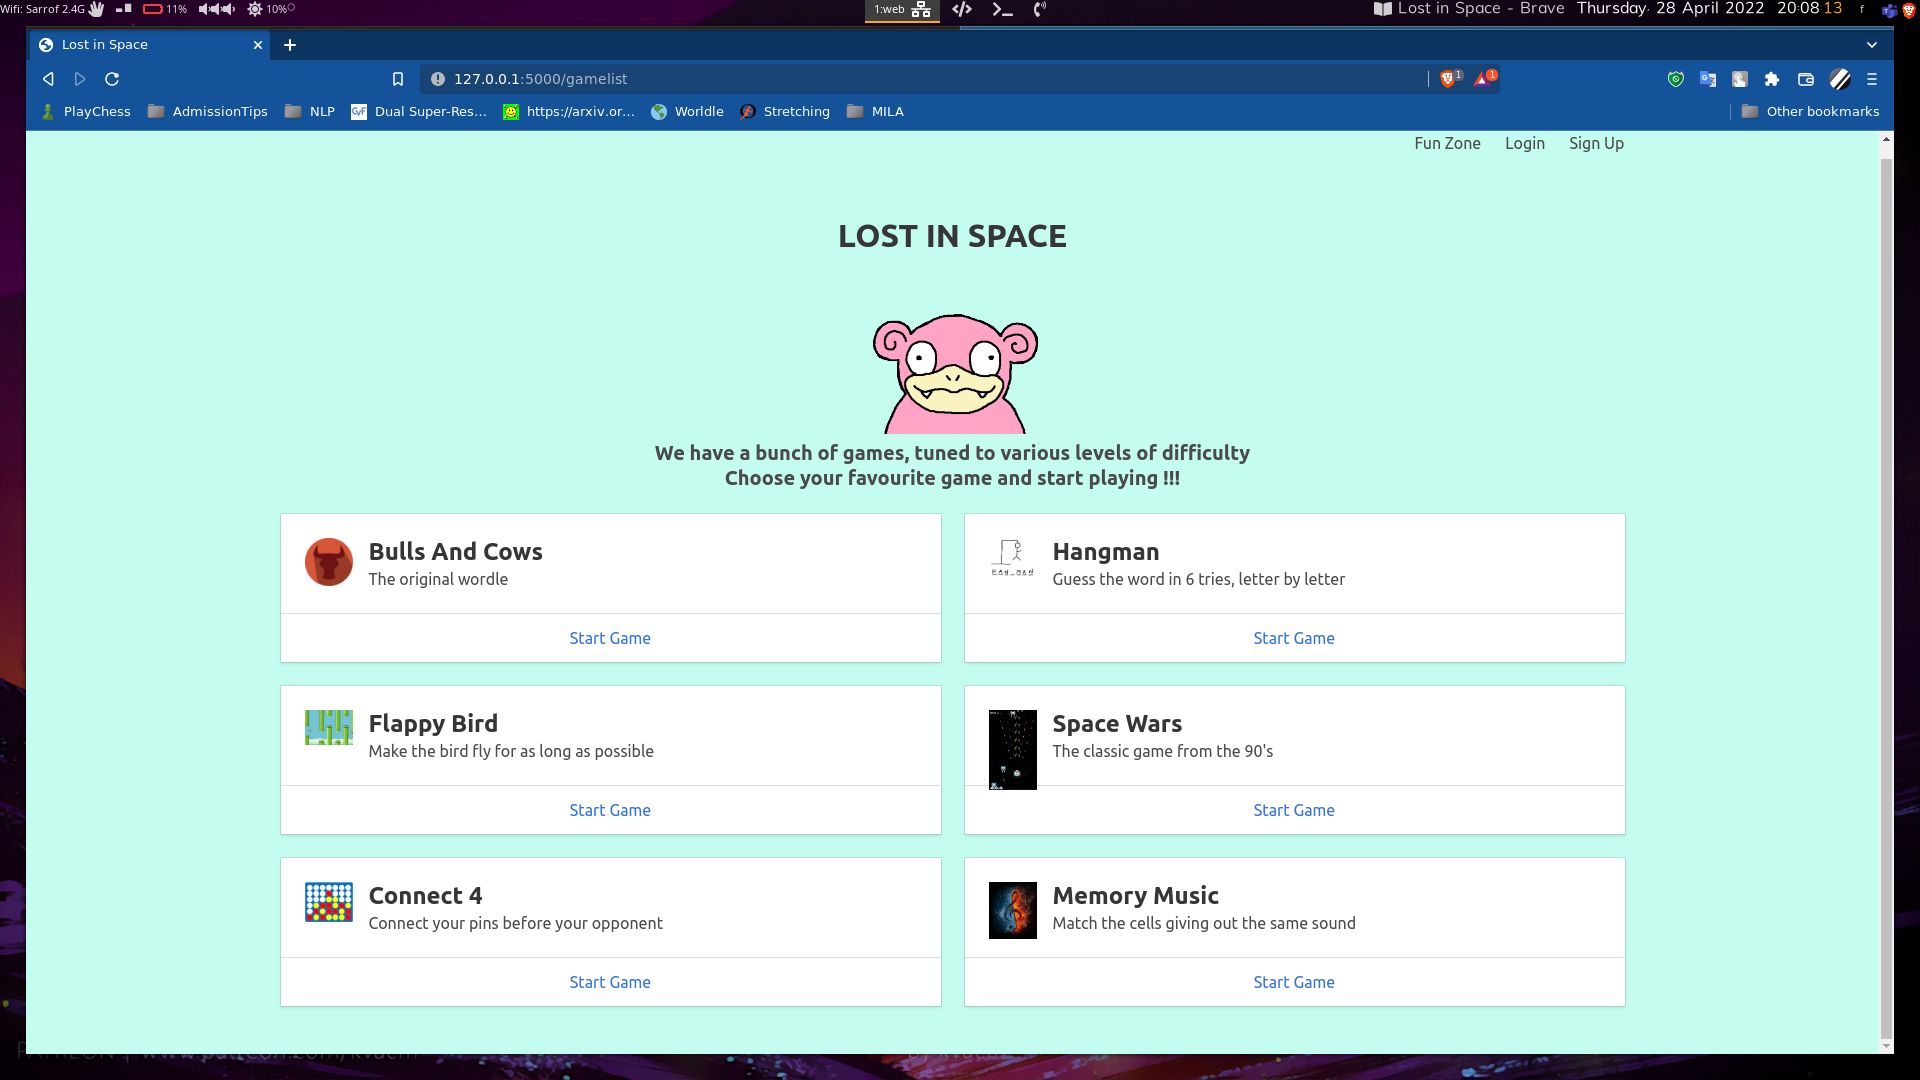 Wifi: Sarrof 2.4G 11% 10% 1:web Lost in Space - Brave Thursday, 28 April 2022 20:08:13 f
Lost in Space
127.0.0.1:5000/gamelist 1 1
PlayChess AdmissionTips NLP Dual Super-Res... https://arxiv.or... Worldle Stretching MILA Other bookmarks
Fun Zone Login Sign Up
LOST IN SPACE
We have a bunch of games, tuned to various levels of difficulty
Choose your favourite game and start playing !!!
Bulls And Cows
The original wordle
Start Game
Hangman
Guess the word in 6 tries, letter by letter
Start Game
Flappy Bird
Make the bird fly for as long as possible
Start Game
Space Wars
The classic game from the 90's
Start Game
Connect 4
Connect your pins before your opponent
Start Game
Memory Music
Match the cells giving out the same sound
Start Game